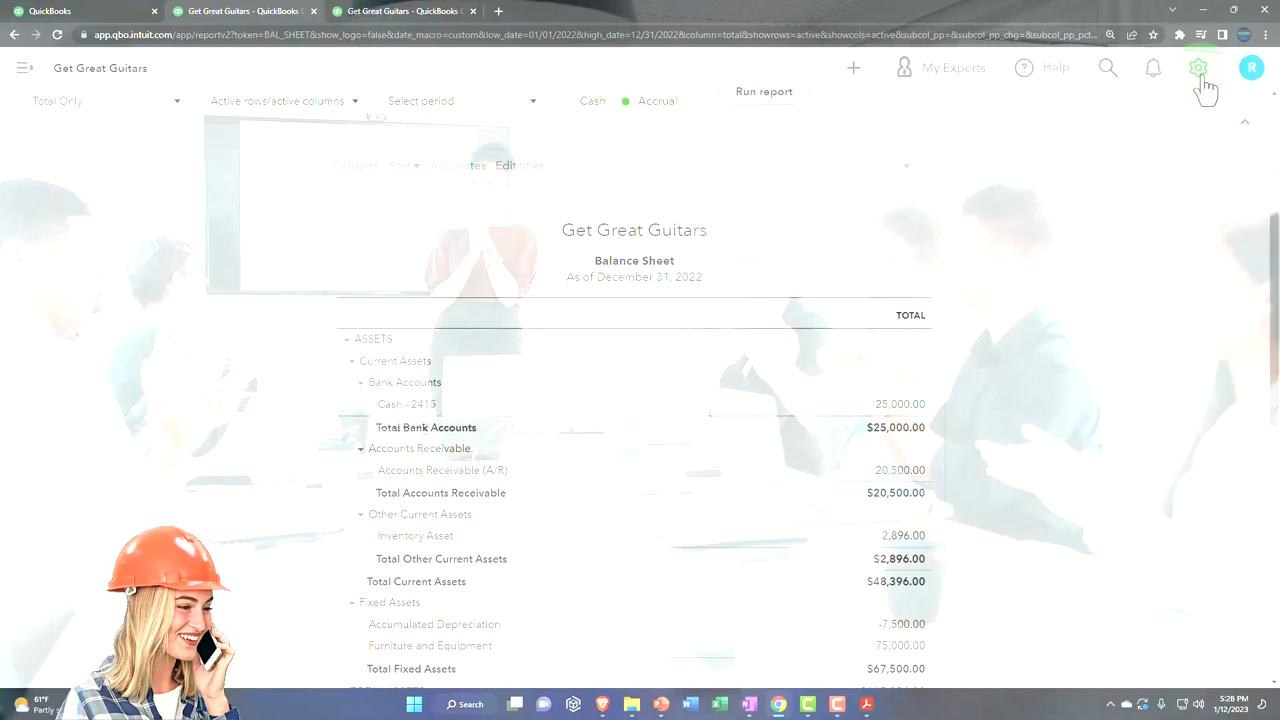 QuickBooks
Get Great Guitars - QuickBooks
Get Great Guitars - QuickBooks C
app.qbo.intuit.com/app/reportv2?token=BAL_SHEET&show_logo=false&date_macro=custom&low_date=01/01/2022&high_date=12/31/2022&column=total&showrows=active&showcols=active&subcol_pp=&subcol_pp_chg=&subcol_pp_pct...
Get Great Guitars
My Experts
Help
R
Total Only
Active rows/active columns
Select period
Cash
Accrual
Run report
Collapse Sort Add notes Edit titles
Get Great Guitars
Balance Sheet
As of December 31, 2022
TOTAL
ASSETS
Current Assets
Bank Accounts
Cash - 2415 25,000.00
Total Bank Accounts $25,000.00
Accounts Receivable
Accounts Receivable (A/R) 20,500.00
Total Accounts Receivable $20,500.00
Other Current Assets
Inventory Asset 2,896.00
Total Other Current Assets $2,896.00
Total Current Assets $48,396.00
Fixed Assets
Accumulated Depreciation -7,500.00
Furniture and Equipment 75,000.00
Total Fixed Assets $67,500.00
61°F
Partly
Search
5:28 PM
1/12/2023